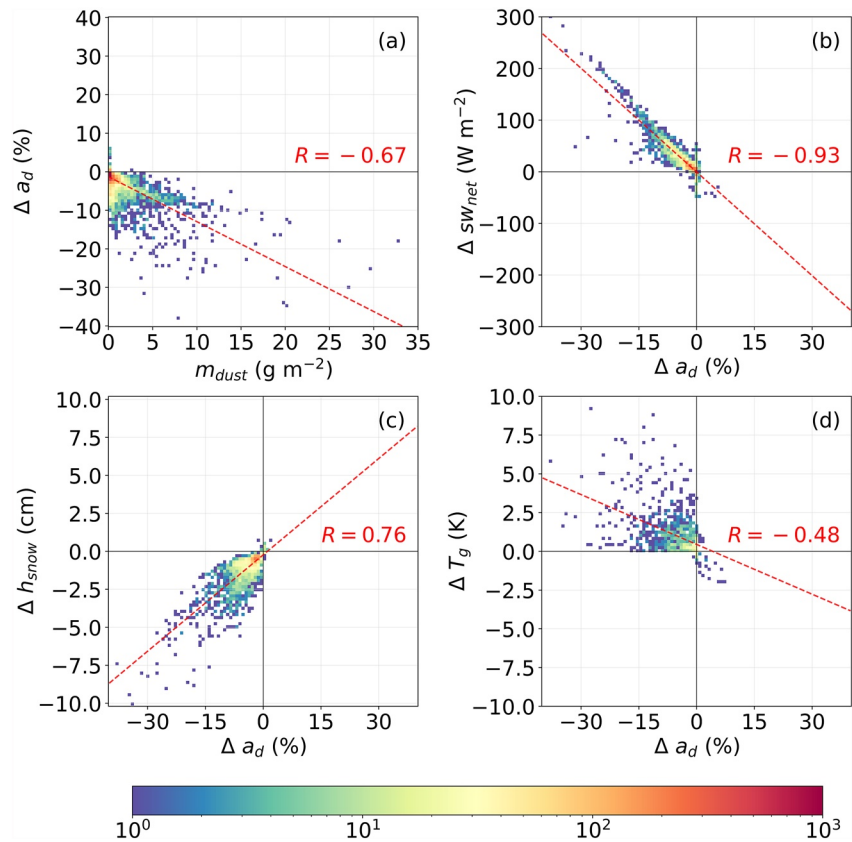 (a)
40
30
20
10
0
−10
−20
−30
−40
Δ a_d (%)
R = −0.67
0 5 10 15 20 25 30 35
m_dust (g m⁻²)
(b)
300
200
100
0
−100
−200
−300
Δ sw_net (W m⁻²)
R = −0.93
−30 −15 0 15 30
Δ a_d (%)
(c)
10.0
7.5
5.0
2.5
0.0
−2.5
−5.0
−7.5
−10.0
Δ h_snow (cm)
R = 0.76
−30 −15 0 15 30
Δ a_d (%)
(d)
10.0
7.5
5.0
2.5
0.0
−2.5
−5.0
−7.5
−10.0
Δ T_g (K)
R = −0.48
−30 −15 0 15 30
Δ a_d (%)
10⁰ 10¹ 10² 10³